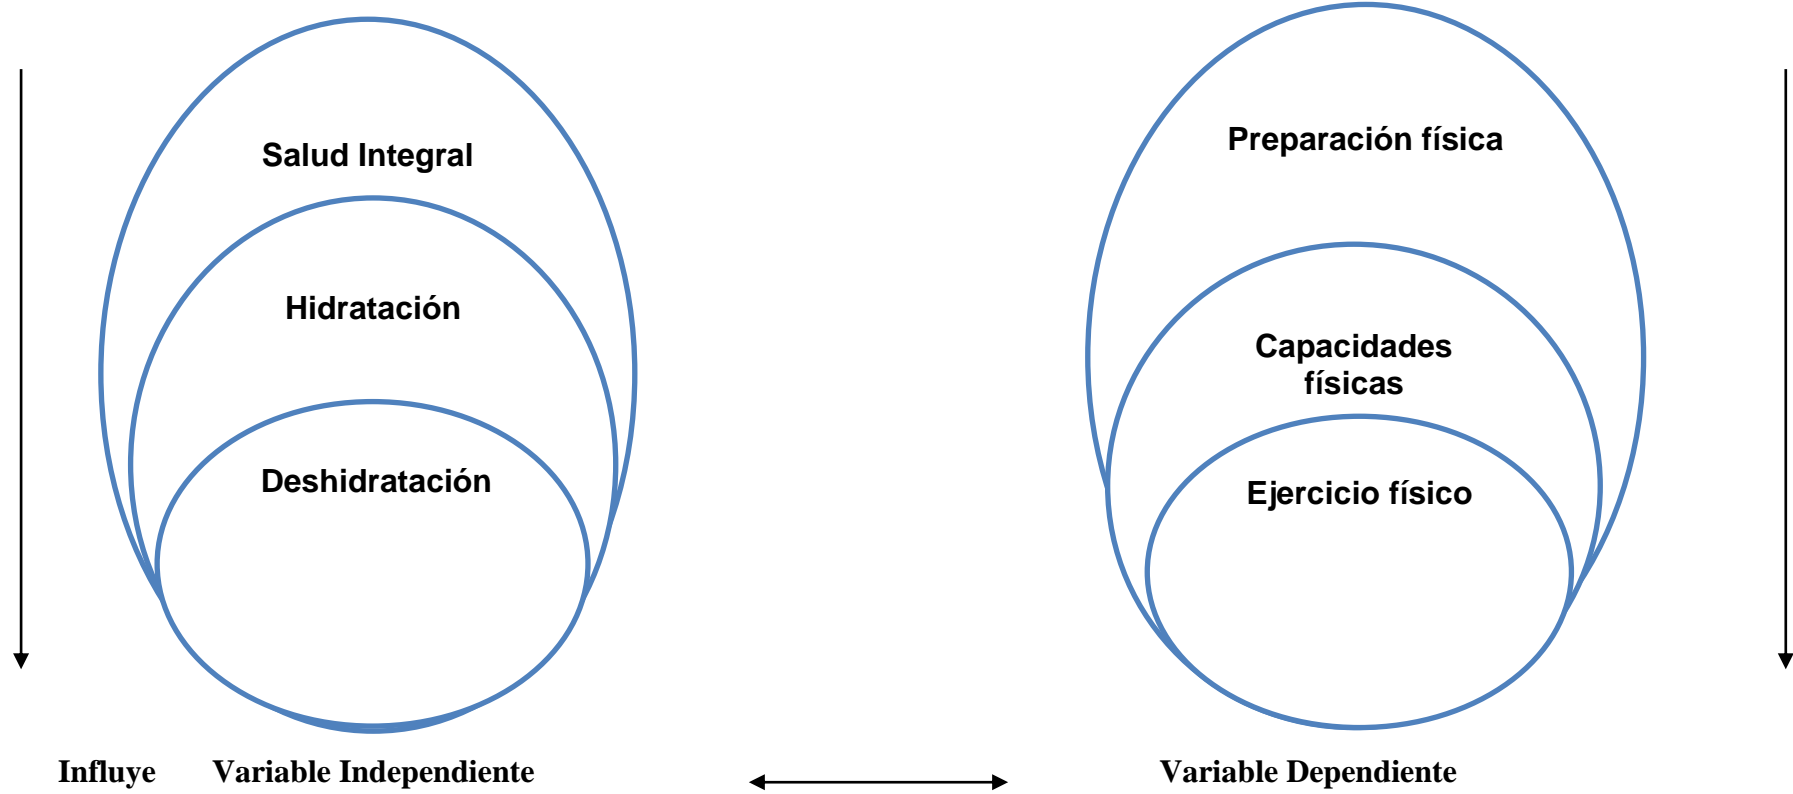 Salud Integral
Hidratación
Deshidratación
Preparación física
Capacidades
físicas
Ejercicio físico
Influye Variable Independiente
Variable Dependiente